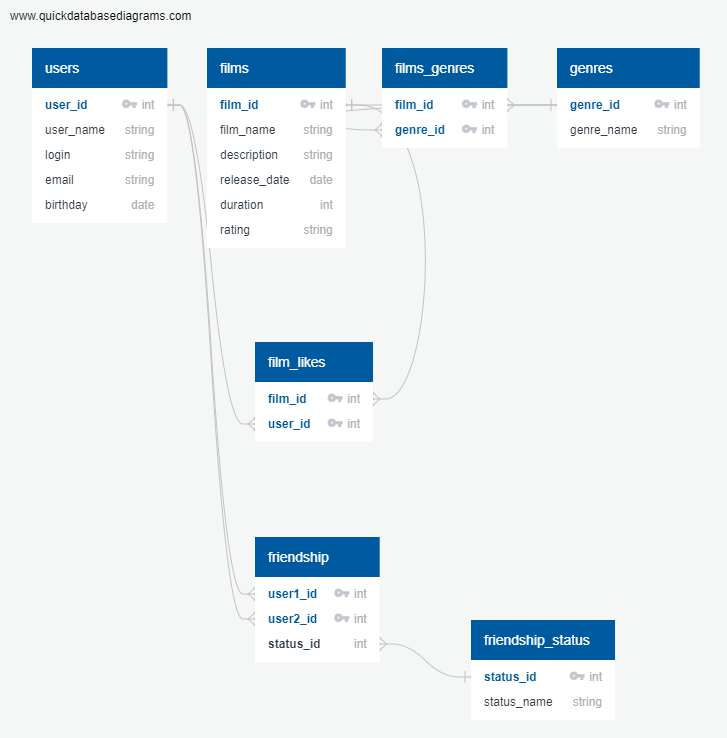 www.quickdatabasediagrams.com
users
user_id int
user_name string
login string
email string
birthday date
films
film_id int
film_name string
description string
release_date date
duration int
rating string
films_genres
film_id int
genre_id int
genres
genre_id int
genre_name string
film_likes
film_id int
user_id int
friendship
user1_id int
user2_id int
status_id int
friendship_status
status_id int
status_name string